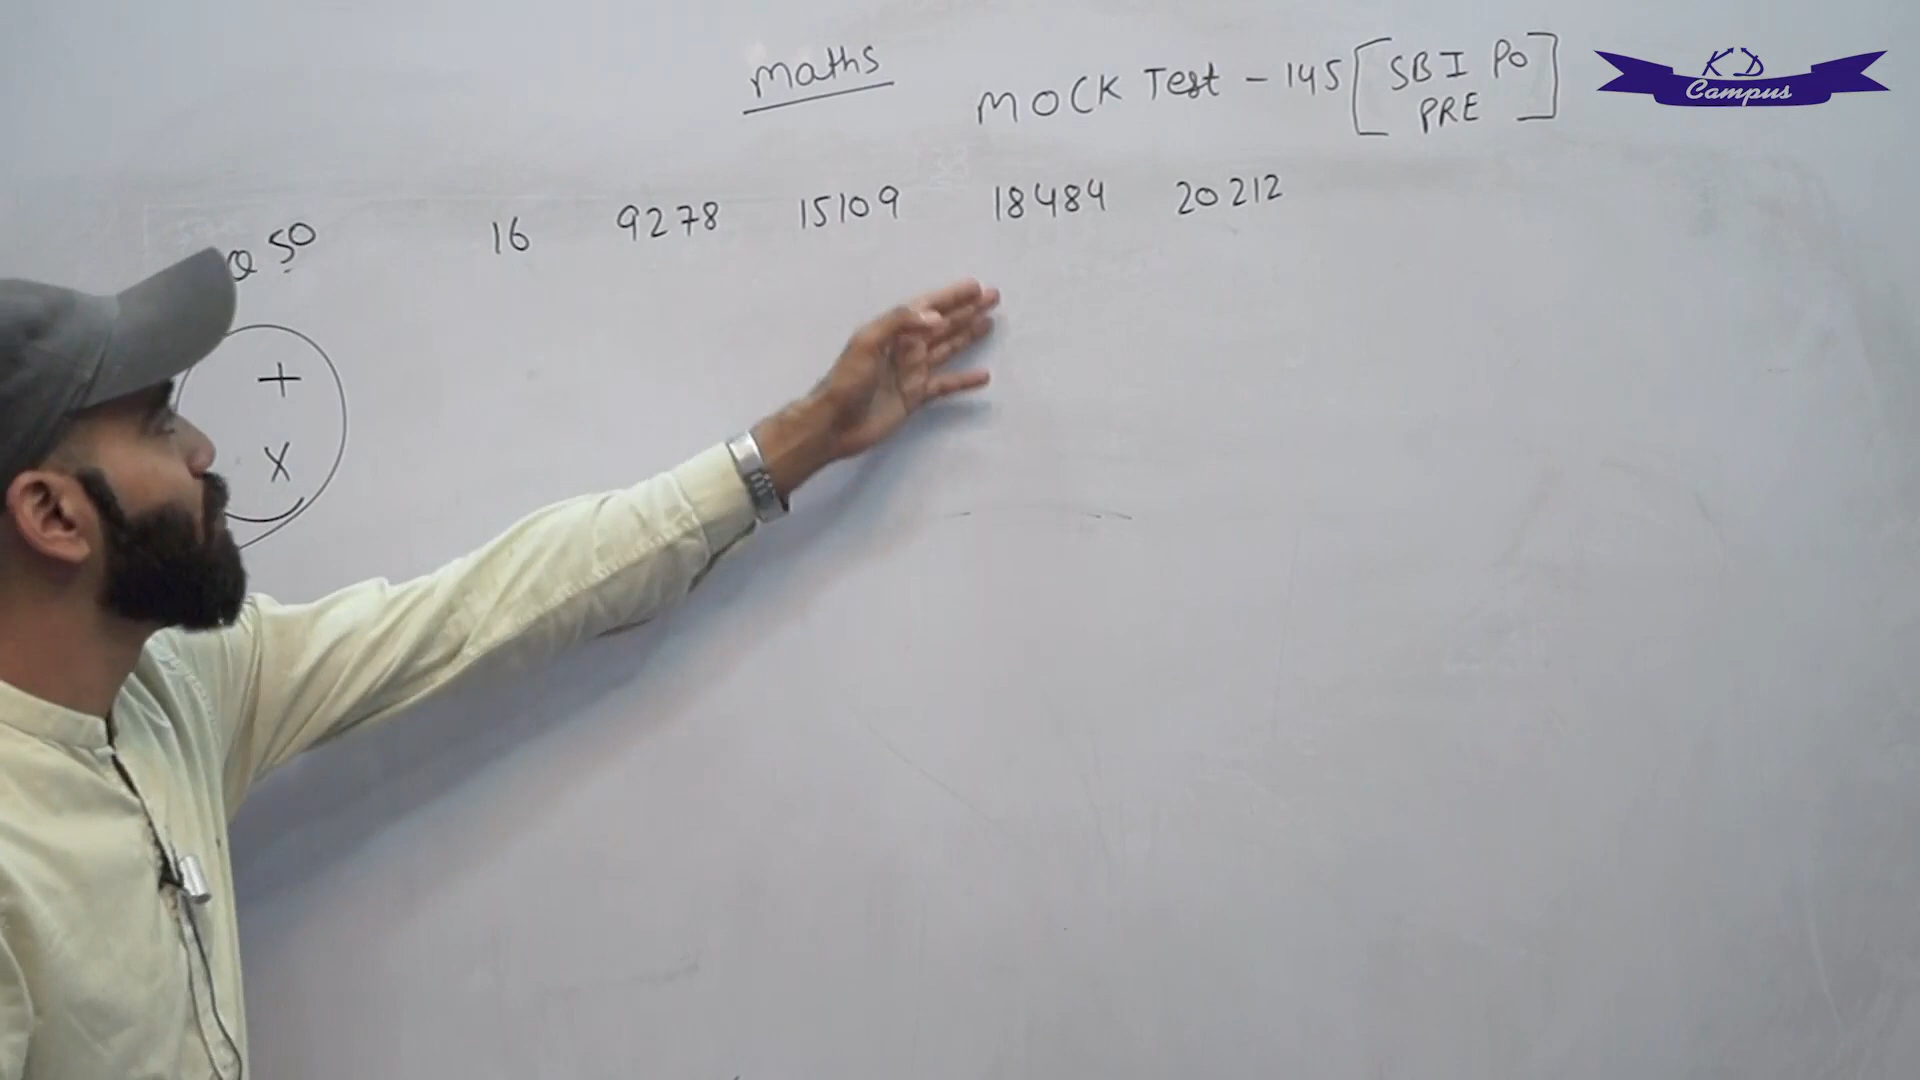 maths
MOCK Test - 145 [SBI PO
PRE]
KD
Campus
Q 50 16 9278 15109 18484 20212
+
x